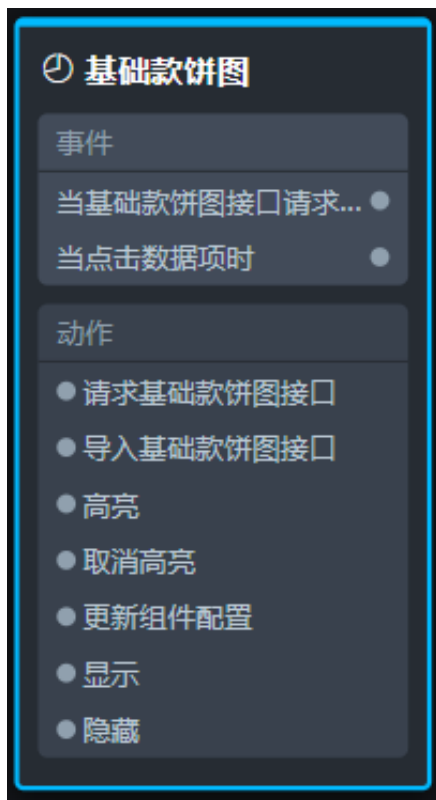 基础款饼图
事件
当基础款饼图接口请求...
当点击数据项时
动作
请求基础款饼图接口
导入基础款饼图接口
高亮
取消高亮
更新组件配置
显示
隐藏